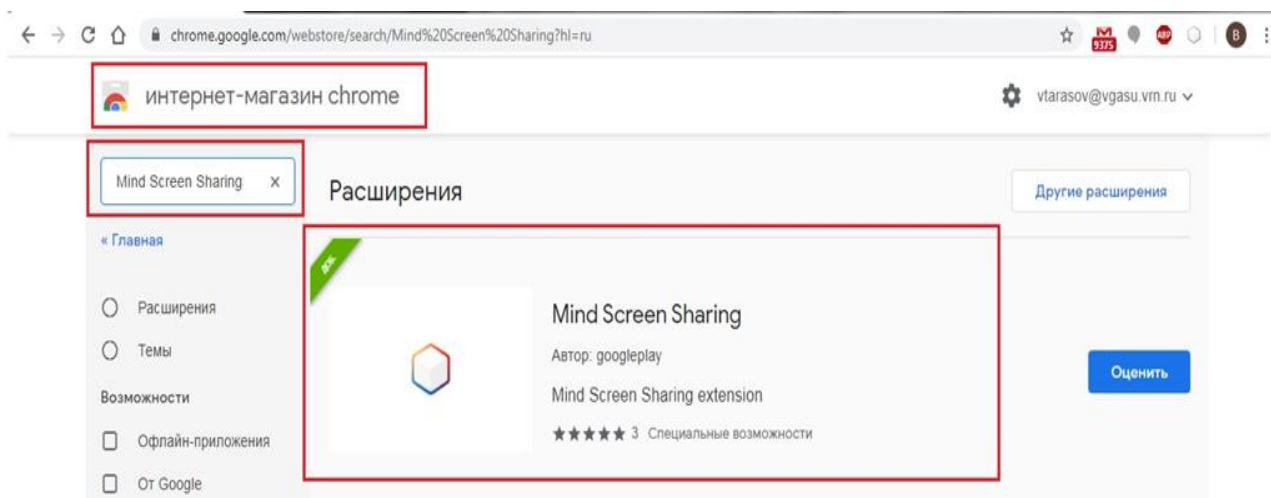 chrome.google.com/webstore/search/Mind%20Screen%20Sharing?hl=ru
9375
ABP
B
интернет-магазин chrome
vtarasov@vgasu.vrn.ru
Mind Screen Sharing
Расширения
Другие расширения
« Главная
Расширения
Темы
Возможности
Офлайн-приложения
От Google
Mind Screen Sharing
Автор: googleplay
Mind Screen Sharing extension
★★★★★ 3 Специальные возможности
Оценить